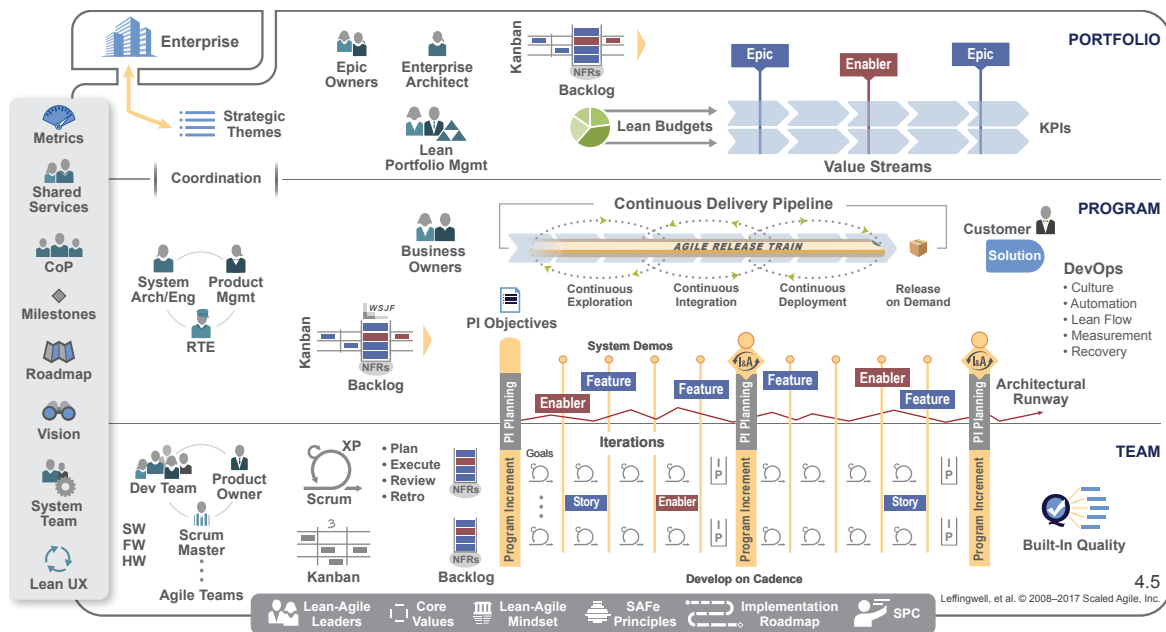 Enterprise
Strategic
Themes
Epic
Owners
Enterprise
Architect
Lean
Portfolio Mgmt
Kanban
NFRs
Backlog
Lean Budgets
Epic
Enabler
Epic
Value Streams
KPIs
PORTFOLIO
Metrics
Shared
Services
CoP
Milestones
Roadmap
Vision
System
Team
Lean UX
Coordination
System
Arch/Eng
Product
Mgmt
RTE
Business
Owners
Continuous Delivery Pipeline
AGILE RELEASE TRAIN
Continuous
Exploration
Continuous
Integration
Continuous
Deployment
Release
on Demand
Customer
Solution
PROGRAM
DevOps
• Culture
• Automation
• Lean Flow
• Measurement
• Recovery
Kanban
WSJF
NFRs
Backlog
PI Objectives
System Demos
PI Planning
Enabler
Feature
Feature
I&A
PI Planning
Feature
Enabler
Feature
I&A
PI Planning
Architectural
Runway
TEAM
Dev Team
Product
Owner
Scrum
Master
SW
FW
HW
Agile Teams
XP
Scrum
• Plan
• Execute
• Review
• Retro
3
Kanban
NFRs
NFRs
Backlog
Program Increment
Iterations
Goals
Story
Enabler
I
P
I
P
Program Increment
Story
I
P
I
P
Program Increment
Develop on Cadence
Built-In Quality
4.5
Leffingwell, et al. © 2008–2017 Scaled Agile, Inc.
Lean-Agile
Leaders
Core
Values
Lean-Agile
Mindset
SAFe
Principles
Implementation
Roadmap
SPC